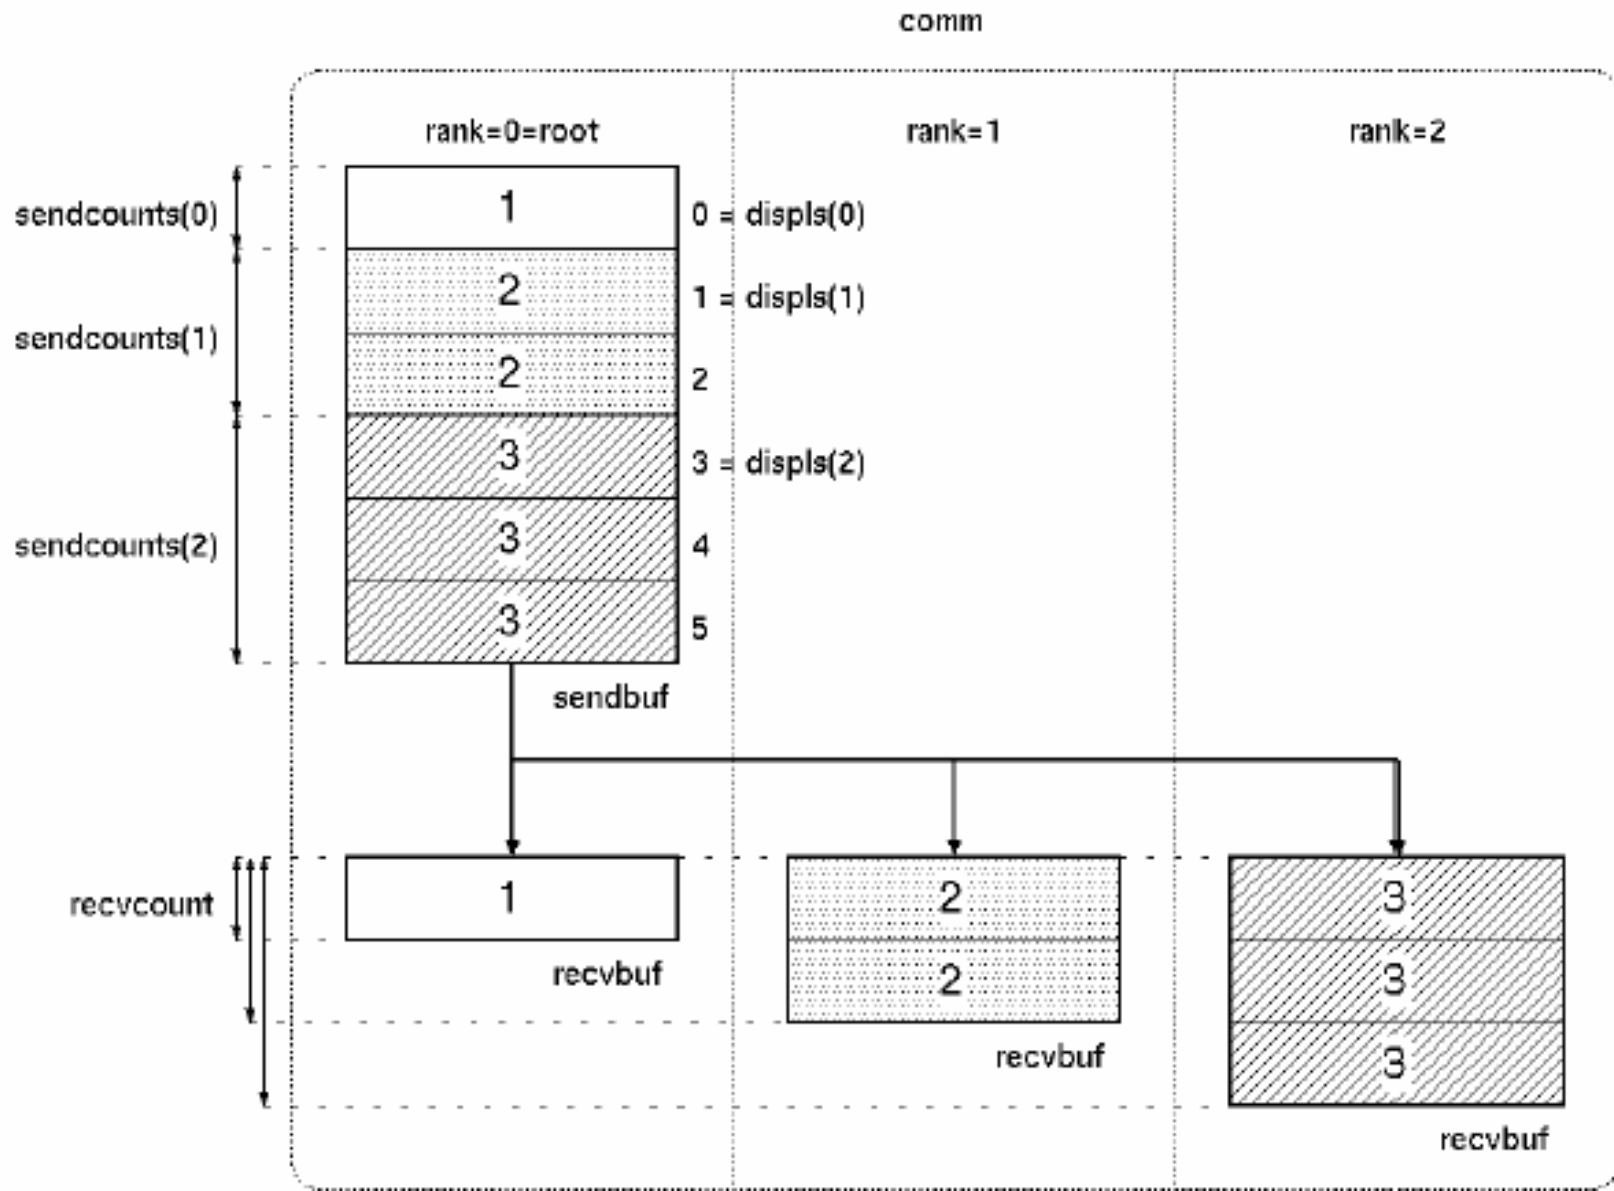 comm
rank=0=root
rank=1
rank=2
sendcounts(0)
1
0 = displs(0)
2
1 = displs(1)
sendcounts(1)
2
2
3
3 = displs(2)
sendcounts(2)
3
4
3
5
sendbuf
recvcount
1
2
3
recvbuf
2
3
recvbuf
3
recvbuf